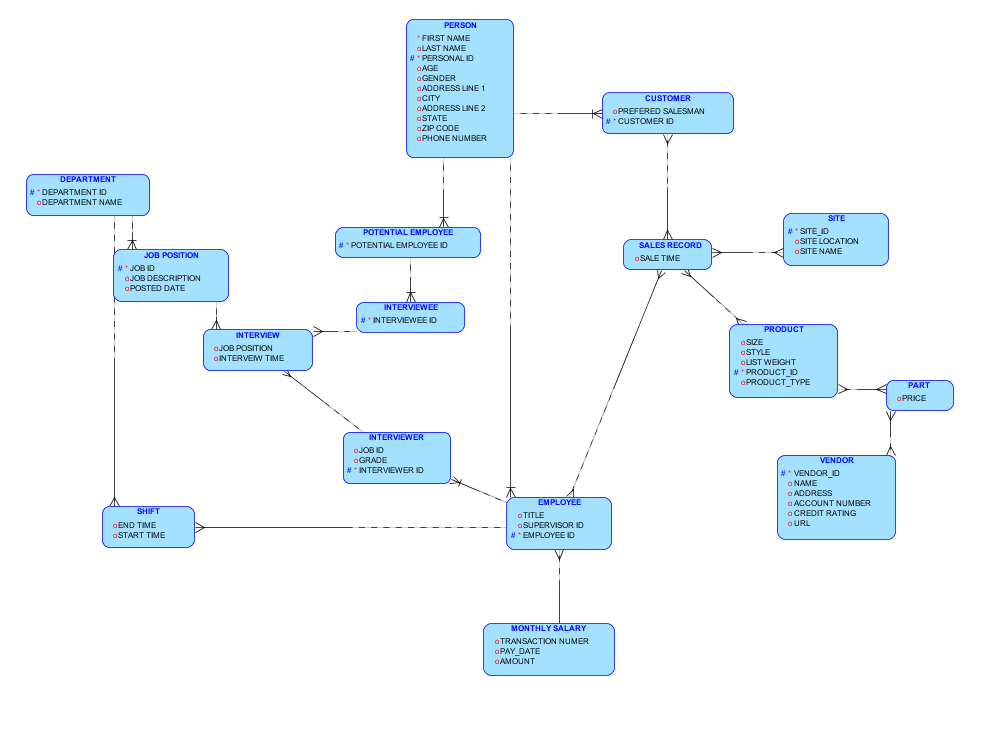 PERSON
* FIRST NAME
o LAST NAME
# * PERSONAL ID
o AGE
o GENDER
o ADDRESS LINE 1
o CITY
o ADDRESS LINE 2
o STATE
o ZIP CODE
o PHONE NUMBER
CUSTOMER
o PREFERED SALESMAN
# * CUSTOMER ID
DEPARTMENT
# * DEPARTMENT ID
o DEPARTMENT NAME
POTENTIAL EMPLOYEE
# * POTENTIAL EMPLOYEE ID
SITE
# * SITE_ID
o SITE LOCATION
o SITE NAME
SALES RECORD
o SALE TIME
JOB POSITION
# * JOB ID
o JOB DESCRIPTION
o POSTED DATE
INTERVIEWEE
# * INTERVIEWEE ID
INTERVIEW
o JOB POSITION
o INTERVEIW TIME
PRODUCT
o SIZE
o STYLE
o LIST WEIGHT
# * PRODUCT_ID
o PRODUCT_TYPE
PART
o PRICE
INTERVIEWER
o JOB ID
o GRADE
# * INTERVIEWER ID
VENDOR
# * VENDOR_ID
o NAME
o ADDRESS
o ACCOUNT NUMBER
o CREDIT RATING
o URL
SHIFT
o END TIME
o START TIME
EMPLOYEE
o TITLE
o SUPERVISOR ID
# * EMPLOYEE ID
MONTHLY SALARY
o TRANSACTION NUMER
o PAY_DATE
o AMOUNT